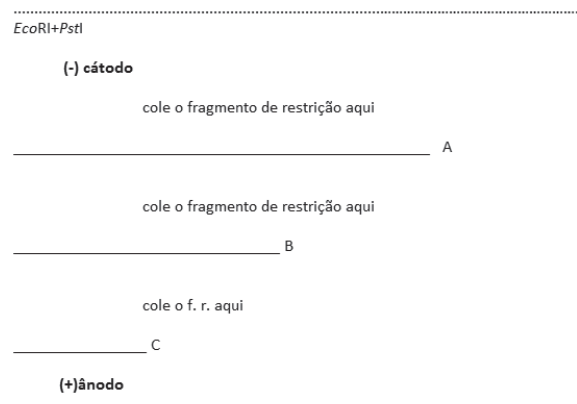 EcoRI+PstI
(-) cátodo
cole o fragmento de restrição aqui
A
cole o fragmento de restrição aqui
B
cole o f. r. aqui
C
(+)ânodo